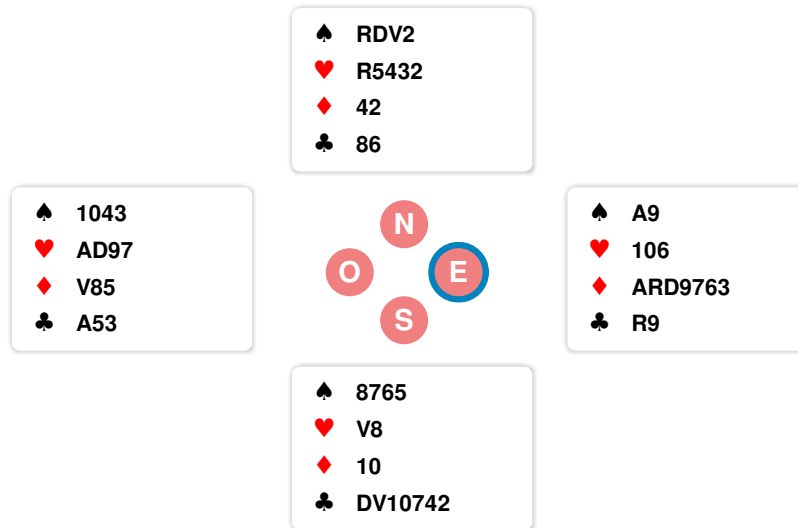 ♠ RDV2
♥ R5432
♦ 42
♣ 86
♠ 1043
♥ AD97
♦ V85
♣ A53
N
O
E
S
♠ A9
♥ 106
♦ ARD9763
♣ R9
♠ 8765
♥ V8
♦ 10
♣ DV10742